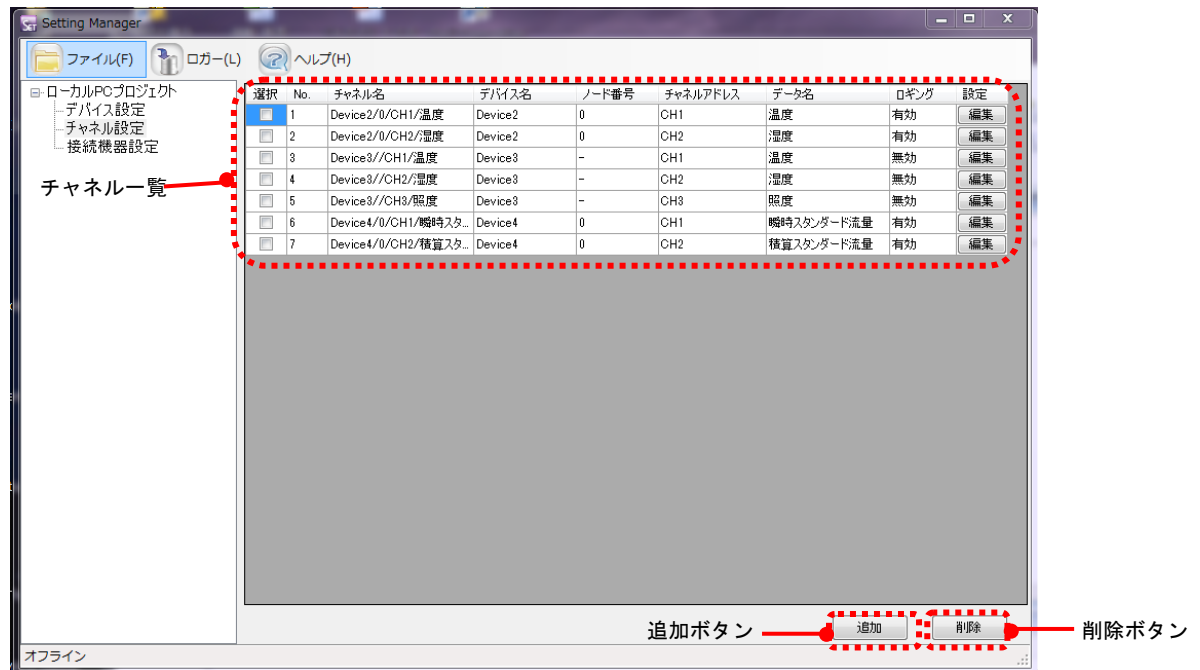 Setting Manager
ファイル(F) ロガー(L) ヘルプ(H)
ローカルPCプロジェクト
デバイス設定
チャネル設定
接続機器設定
チャネル一覧
選択 No. チャネル名 デバイス名 ノード番号 チャネルアドレス データ名 ロギング 設定
1 Device2/0/CH1/温度 Device2 0 CH1 温度 有効 編集
2 Device2/0/CH2/湿度 Device2 0 CH2 湿度 有効 編集
3 Device3//CH1/温度 Device3 - CH1 温度 無効 編集
4 Device3//CH2/湿度 Device3 - CH2 湿度 無効 編集
5 Device3//CH3/照度 Device3 - CH3 照度 無効 編集
6 Device4/0/CH1/瞬時スタ... Device4 0 CH1 瞬時スタンダード流量 有効 編集
7 Device4/0/CH2/積算スタ... Device4 0 CH2 積算スタンダード流量 有効 編集
追加ボタン 追加 削除 削除ボタン
オフライン